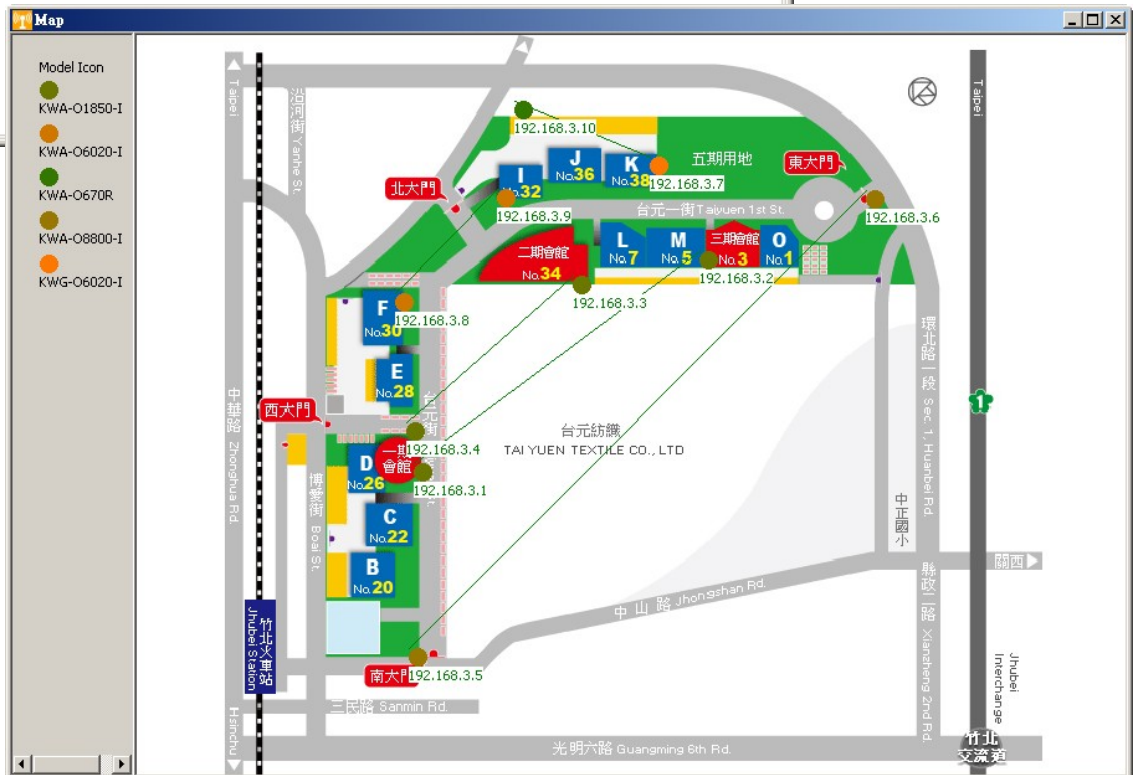 Map
Model Icon
KWA-O1850-I
KWA-O6020-I
KWA-O670R
KWA-O8800-I
KWG-O6020-I
Taipei
沿河街 Yanhe St.
Taipei
192.168.3.10
五期用地
東大門
北大門
I
No.32
J
No.36
K
No.38
192.168.3.7
192.168.3.9
台元一街Taiyuen 1st St.
192.168.3.6
二期會館
No.34
L
No.7
M
No.5
三期會館
No.3
O
No.1
192.168.3.2
192.168.3.3
F
No.30
192.168.3.8
E
No.28
台元街
環北路一段 Sec. 1, Huanbei Rd.
1
中華路 Zhonghua Rd.
西大門
台元紡織
TAI YUEN TEXTILE CO., LTD
192.168.3.4
D
No.26
一期
會館
192.168.3.1
博愛街 Boai St.
C
No.22
B
No.20
中正國小
關西
中山路 Jhongshan Rd.
縣政二路 Xianzheng 2nd Rd.
竹北火車站
Jhubei Station
南大門
192.168.3.5
Jhubei
Interchange
三民路 Sanmin Rd.
Hsinchu
光明六路 Guangming 6th Rd.
竹北
交流道